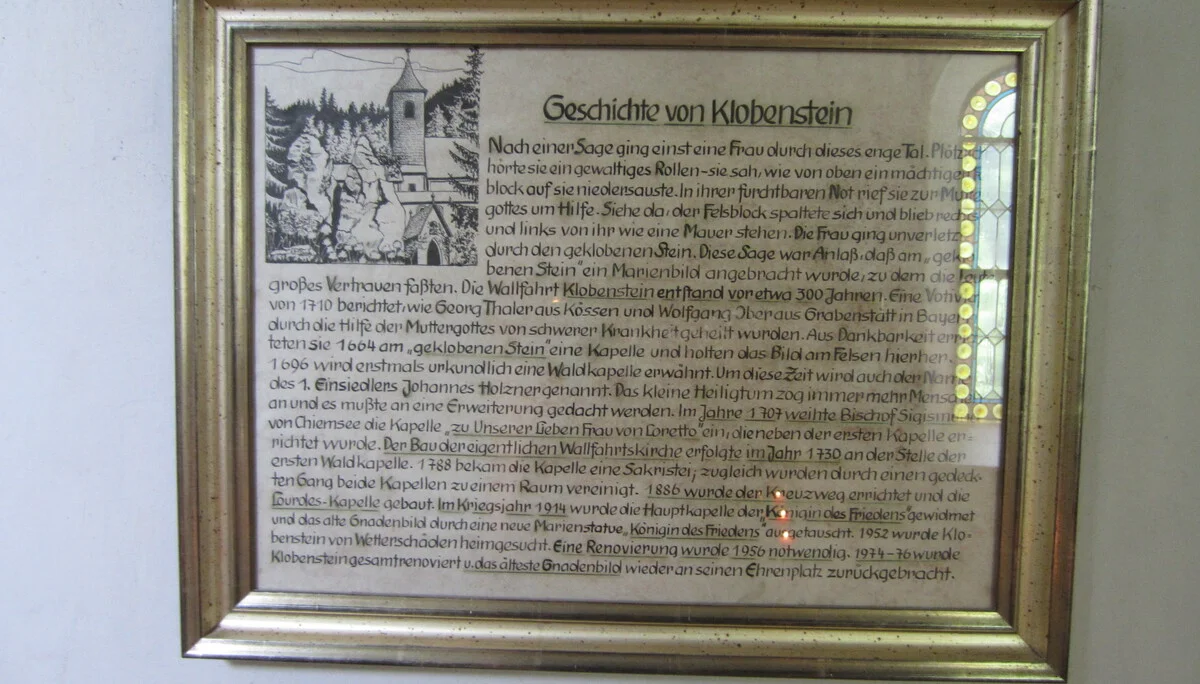 Geschichte von Klobenstein
Nach einer Sage ging einst eine Frau durch dieses enge Tal. Plötz
hörte sie ein gewaltiges Rollen - sie sah, wie von oben ein mächtiger
block auf sie niedersauste. In ihrer furchtbaren Not rief sie zur Mut
gottes um Hilfe. Siehe da, der Felsblock spaltete sich und blieb rechts
und links von ihr wie eine Mauer stehen. Die Frau ging unverletz
durch den geklobenen Stein. Diese Sage war Anlaß, daß am „gek
benen Stein" ein Marienbild angebracht wurde, zu dem die Leute
großes Vertrauen faßten. Die Wallfahrt Klobenstein entstand vor etwa 300 Jahren. Eine Votiv
von 1710 berichtet, wie Georg Thaler aus Kössen und Wolfgang Ober aus Grabenstätt in Bayer
durch die Hilfe der Muttergottes von schwerer Krankheit geheilt wurden. Aus Dankbarkeit
teten sie 1664 am „geklobenen Stein" eine Kapelle und holten das Bild am Felsen hierher.
1696 wird erstmals urkundlich eine Waldkapelle erwähnt. Um diese Zeit wird auch der Name
des 1. Einsiedlers Johannes Holzner genannt. Das kleine Heiligtum zog immer mehr Mensch
an und es mußte an eine Erweiterung gedacht werden. Im Jahre 1707 weihte Bischof Sigism
von Chiemsee die Kapelle „zu Unserer Lieben Frau von Loretto" ein, die neben der ersten Kapelle er-
richtet wurde. Der Bau der eigentlichen Wallfahrtskirche erfolgte im Jahr 1730 an der Stelle der
ersten Waldkapelle. 1788 bekam die Kapelle eine Sakristei; zugleich wurden durch einen gedeck-
ten Gang beide Kapellen zu einem Raum vereinigt. 1886 wurde der Kreuzweg errichtet und die
Lourdes-Kapelle gebaut. Im Kriegsjahr 1914 wurde die Hauptkapelle der „Königin des Friedens" gewidmet
und das alte Gnadenbild durch eine neue Marienstatue „Königin des Friedens" ausgetauscht. 1952 wurde Klo-
benstein von Wetterschäden heimgesucht. Eine Renovierung wurde 1956 notwendig. 1974-76 wurde
Klobenstein gesamtrenoviert u. das älteste Gnadenbild wieder an seinen Ehrenplatz zurückgebracht.